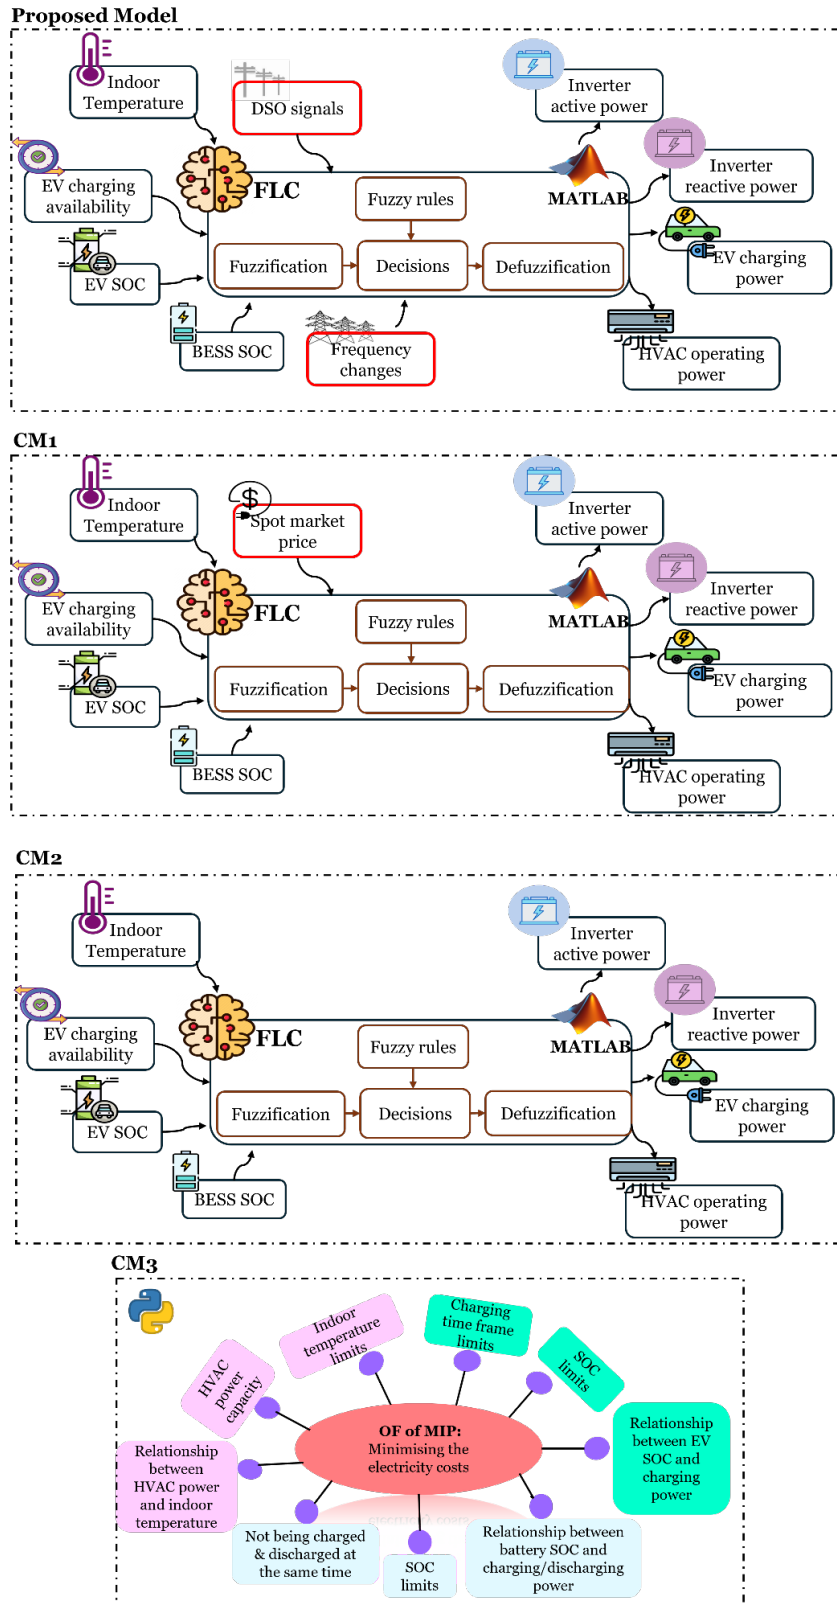 Proposed Model
Indoor
Temperature
DSO signals
Inverter
active power
EV charging
availability
FLC
MATLAB
Inverter
reactive power
Fuzzy rules
EV SOC
Fuzzification
Decisions
Defuzzification
EV charging
power
BESS SOC
Frequency
changes
HVAC operating
power
CM1
Indoor
Temperature
$
Spot market
price
Inverter
active power
EV charging
availability
FLC
MATLAB
Inverter
reactive power
Fuzzy rules
EV SOC
Fuzzification
Decisions
Defuzzification
EV charging
power
BESS SOC
HVAC operating
power
CM2
Indoor
Temperature
Inverter
active power
EV charging
availability
FLC
MATLAB
Inverter
reactive power
Fuzzy rules
EV SOC
Fuzzification
Decisions
Defuzzification
EV charging
power
BESS SOC
HVAC operating
power
CM3
HVAC
power
capacity
Indoor
temperature
limits
Charging
time frame
limits
SOC
limits
OF of MIP:
Minimising the
electricity costs
Relationship
between EV
SOC and
charging
power
Relationship
between
HVAC power
and indoor
temperature
Not being charged
& discharged at
the same time
SOC
limits
Relationship between
battery SOC and
charging/discharging
power